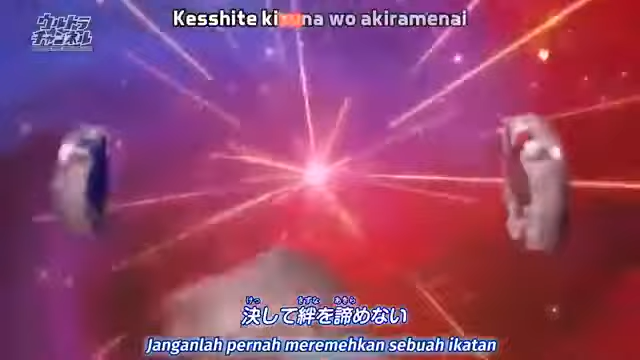 Kesshite kizuna wo akiramenai
ウルトラ
チャンネル
けっ きずな あきら
決して絆を諦めない
Janganlah pernah meremehkan sebuah ikatan